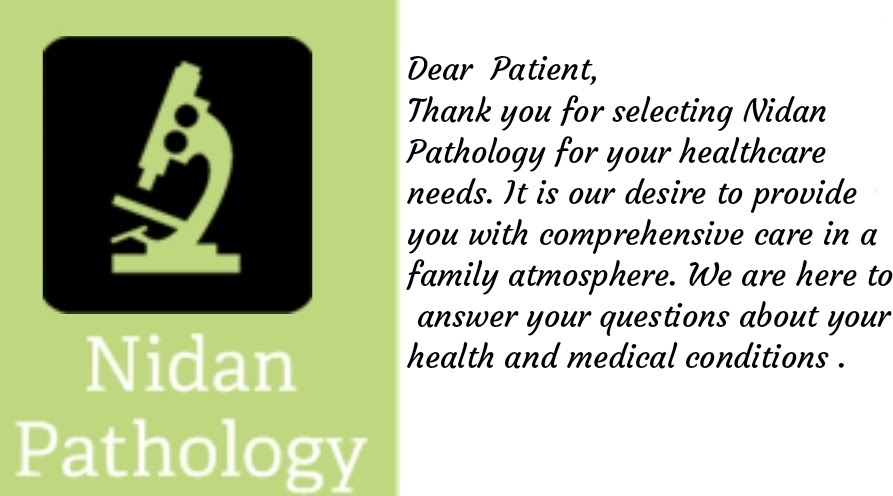 Nidan
Pathology
Dear Patient,
Thank you for selecting Nidan
Pathology for your healthcare
needs. It is our desire to provide
you with comprehensive care in a
family atmosphere. We are here to
answer your questions about your
health and medical conditions .